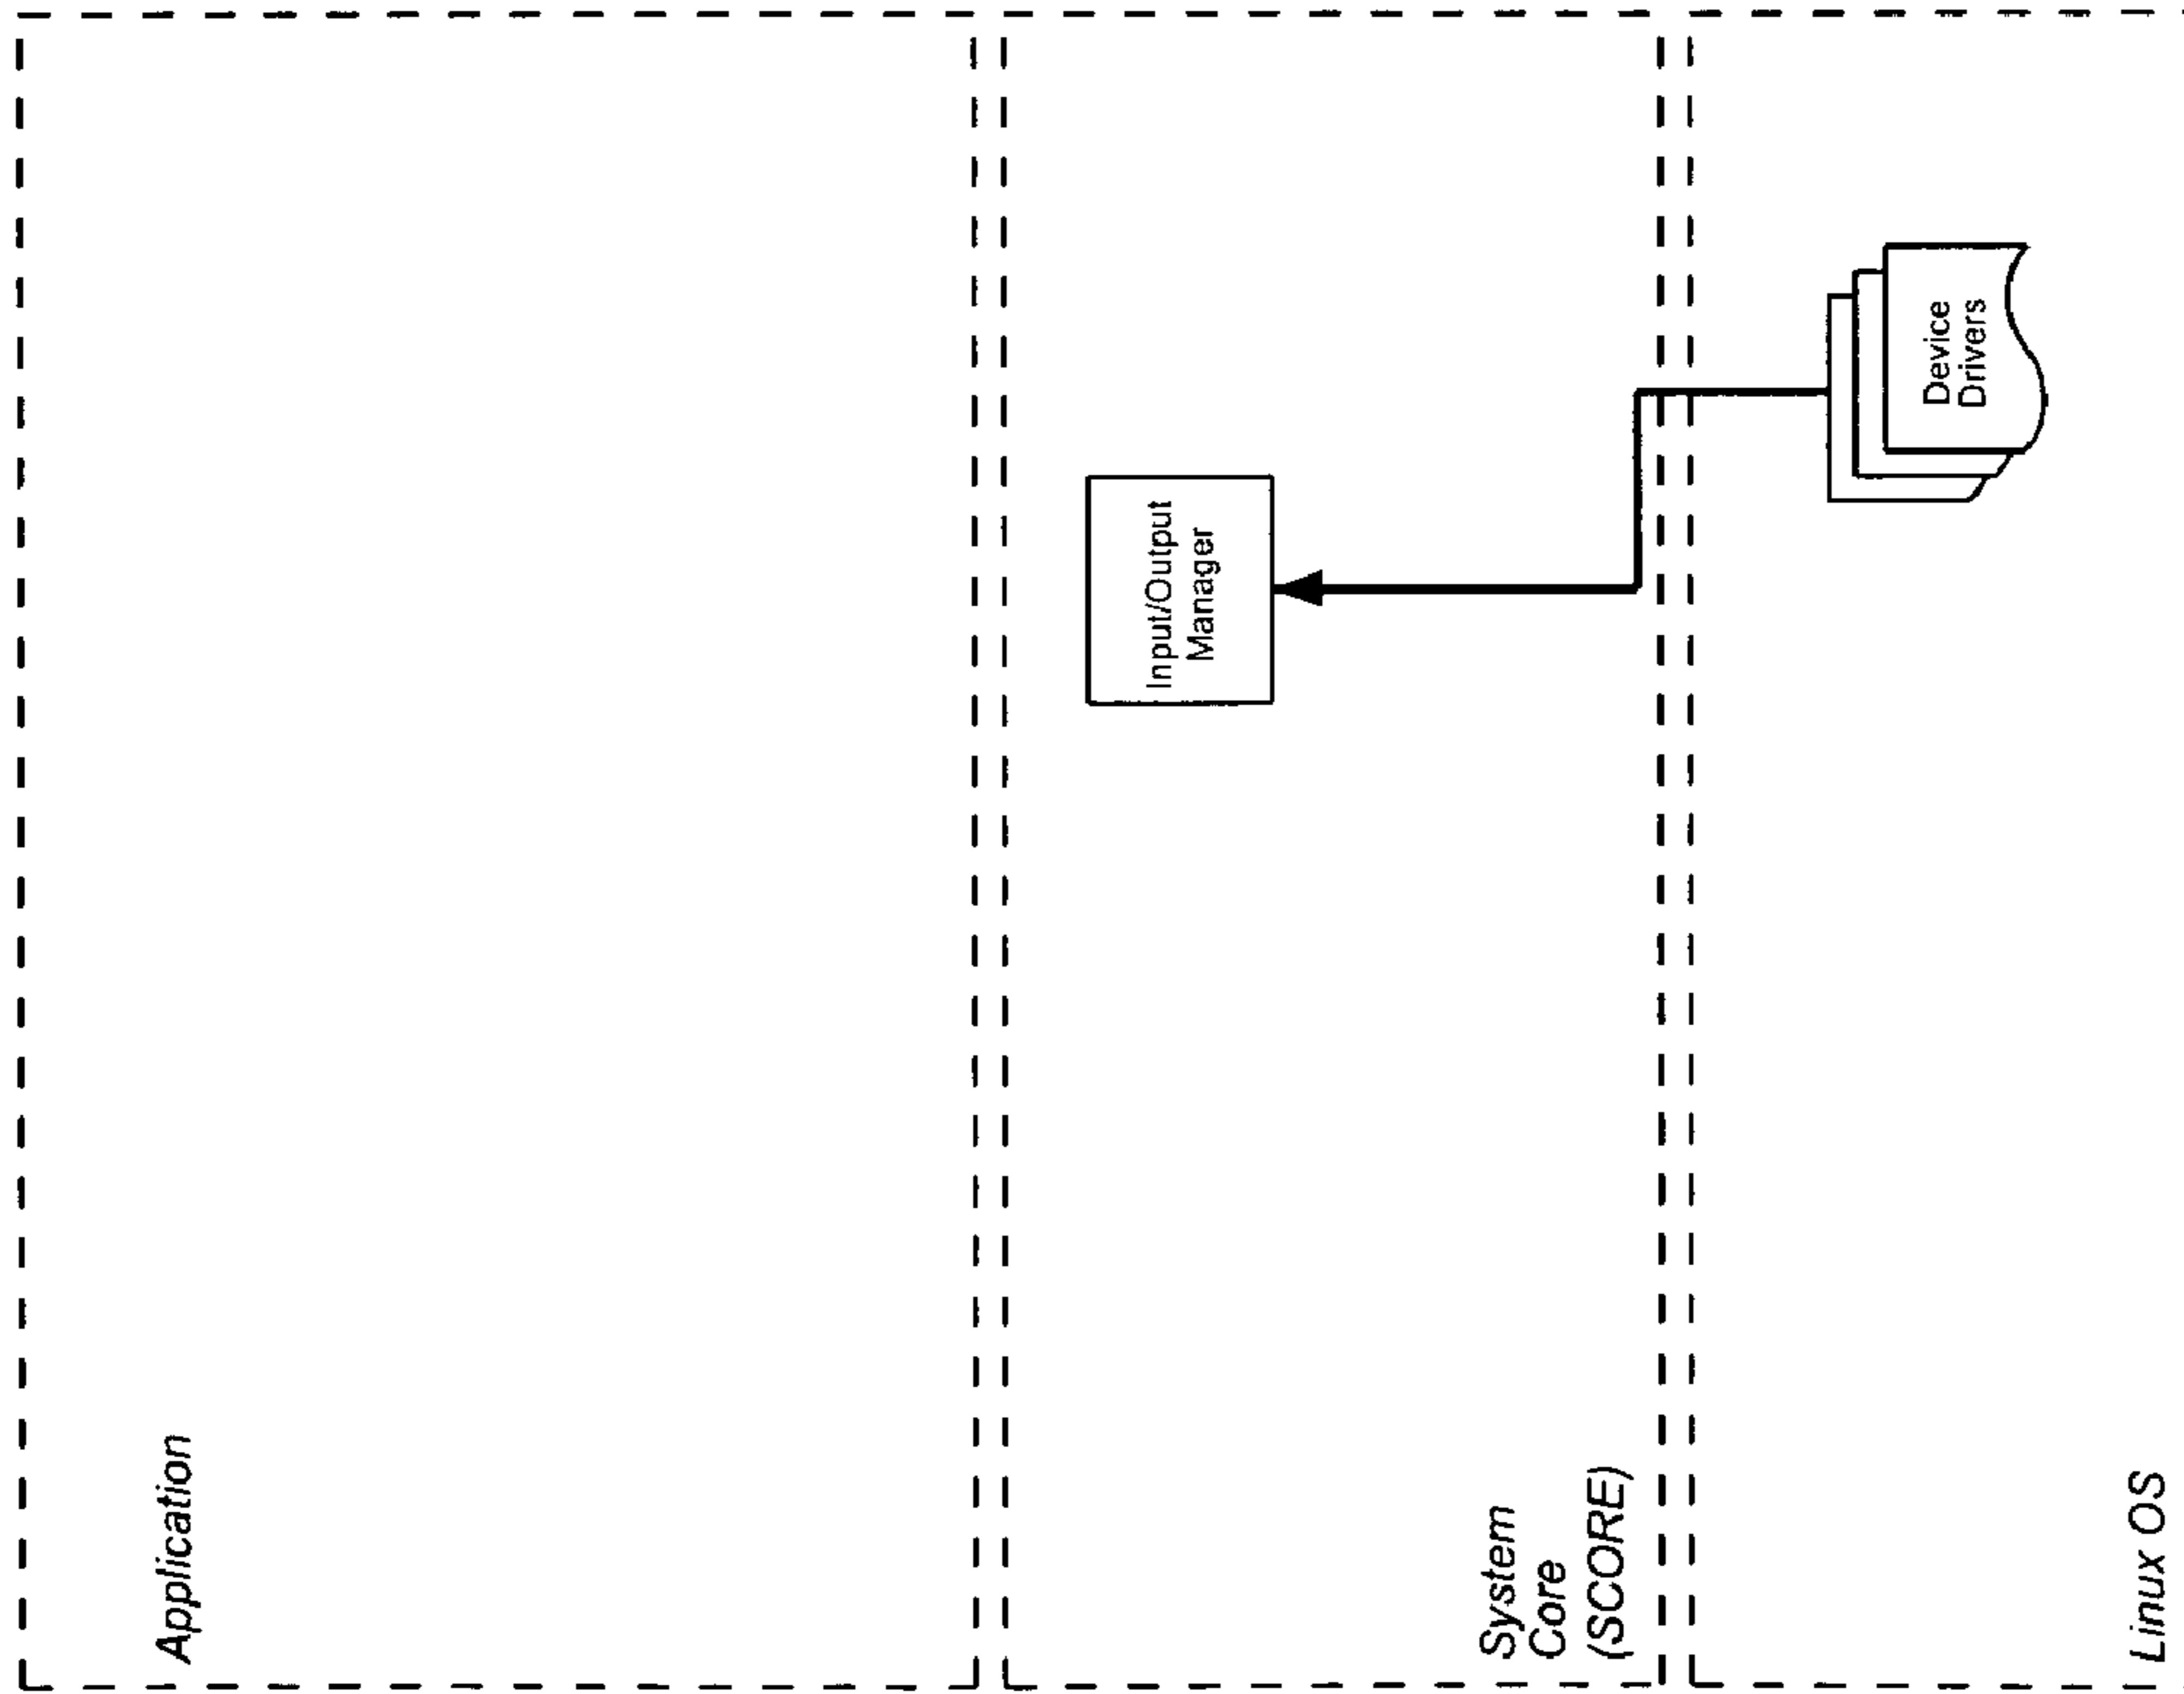 Application
Input/Output
Manager
System
Core
(SCORE)
Device
Drivers
Linux OS